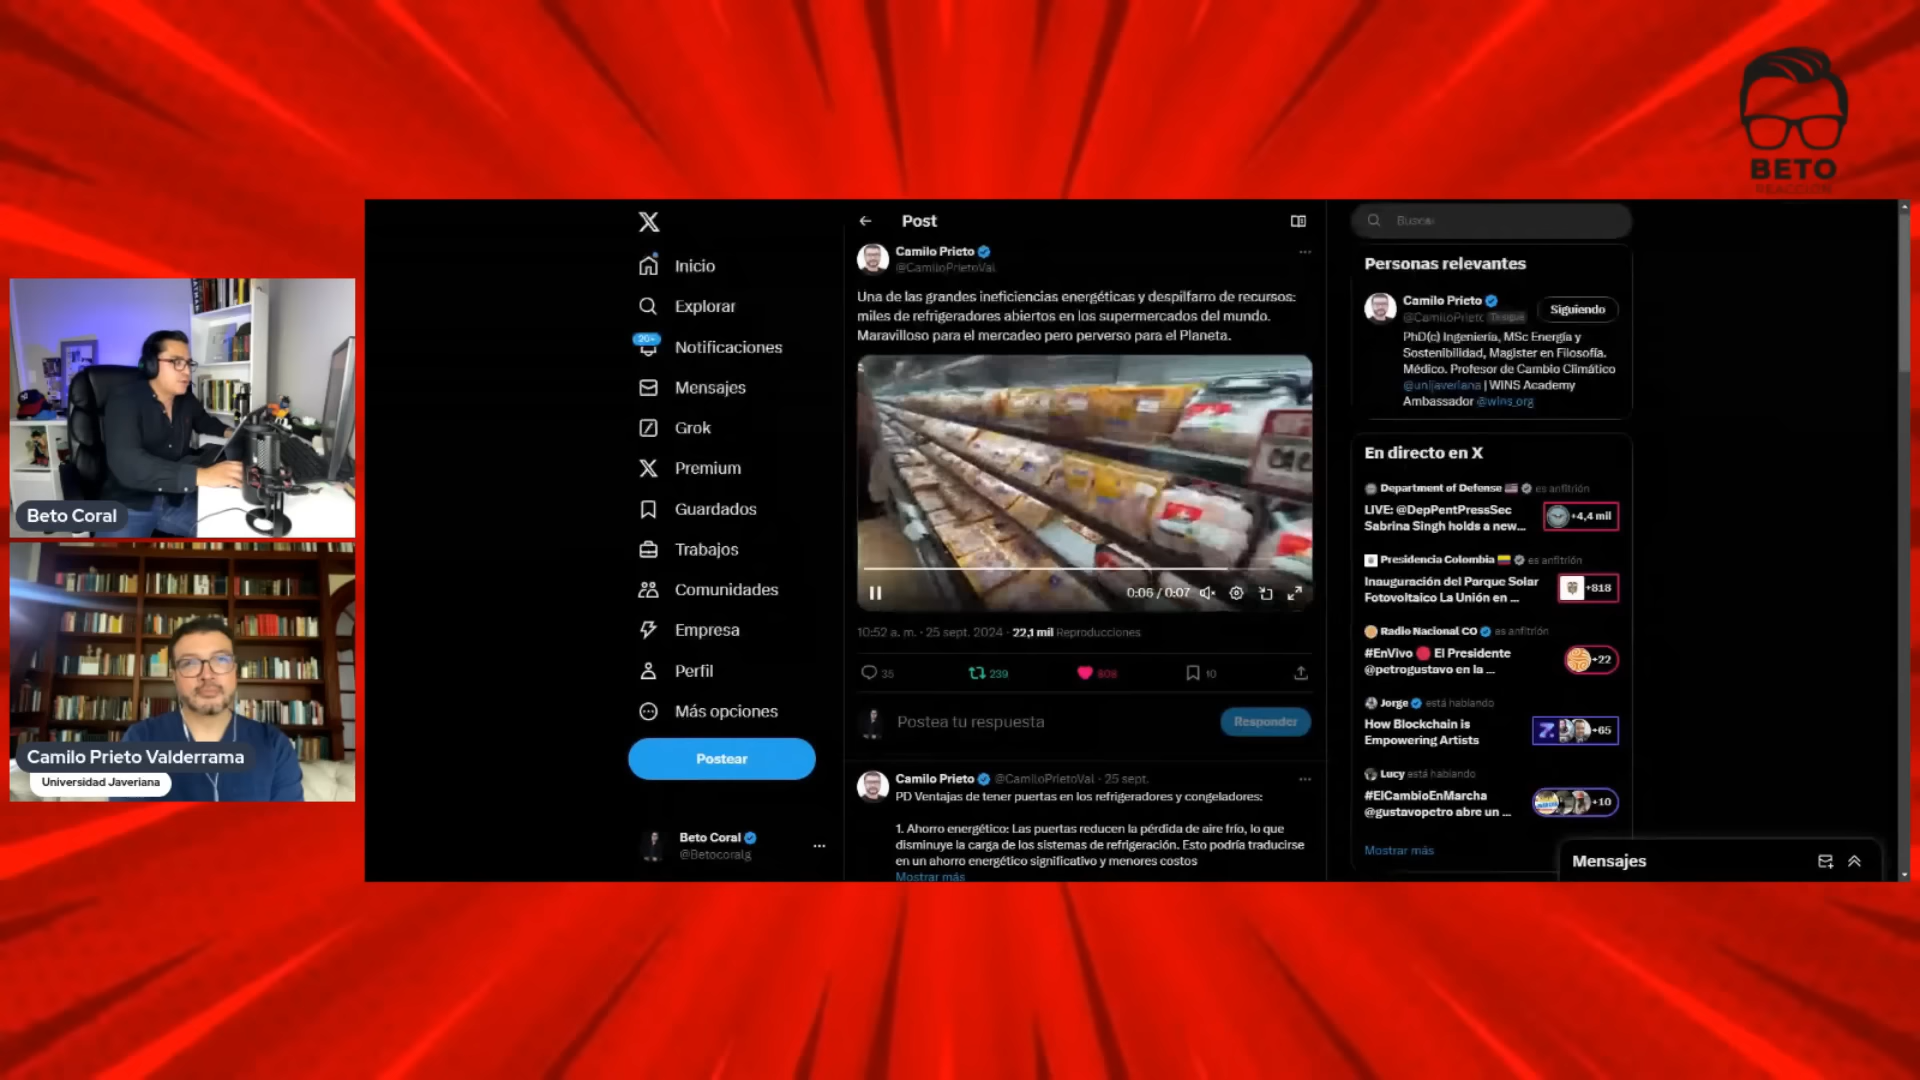 BETO
REACCIÓN
Beto Coral
Camilo Prieto Valderrama
Universidad Javeriana
Inicio
Explorar
20+
Notificaciones
Mensajes
Grok
Premium
Guardados
Trabajos
Comunidades
Empresa
Perfil
Más opciones
Postear
Beto Coral
@Betocoralg
Post
Camilo Prieto
@CamiloPrietoVal
Una de las grandes ineficiencias energéticas y despilfarro de recursos:
miles de refrigeradores abiertos en los supermercados del mundo.
Maravilloso para el mercadeo pero perverso para el Planeta.
0:06 / 0:07
10:52 a. m. · 25 sept. 2024 · 22,1 mil Reproducciones
35
239
808
10
Postea tu respuesta
Responder
Camilo Prieto @CamiloPrietoVal · 25 sept.
PD Ventajas de tener puertas en los refrigeradores y congeladores:
1. Ahorro energético: Las puertas reducen la pérdida de aire frío, lo que
disminuye la carga de los sistemas de refrigeración. Esto podría traducirse
en un ahorro energético significativo y menores costos
Mostrar más
Buscar
Personas relevantes
Camilo Prieto
@CamiloPrietc
Siguiendo
PhD(c) Ingeniería, MSc Energía y
Sostenibilidad, Magister en Filosofía.
Médico. Profesor de Cambio Climático
@unijaveriana | WINS Academy
Ambassador @wins_org
En directo en X
Department of Defense es anfitrión
LIVE: @DepPentPressSec
Sabrina Singh holds a new...
+4,4 mil
Presidencia Colombia es anfitrión
Inauguración del Parque Solar
Fotovoltaico La Unión en ...
+818
Radio Nacional CO es anfitrión
#EnVivo El Presidente
@petrogustavo en la ...
+22
Jorge está hablando
How Blockchain is
Empowering Artists
+65
Lucy está hablando
#ElCambioEnMarcha
@gustavopetro abre un ...
+10
Mostrar más
Mensajes